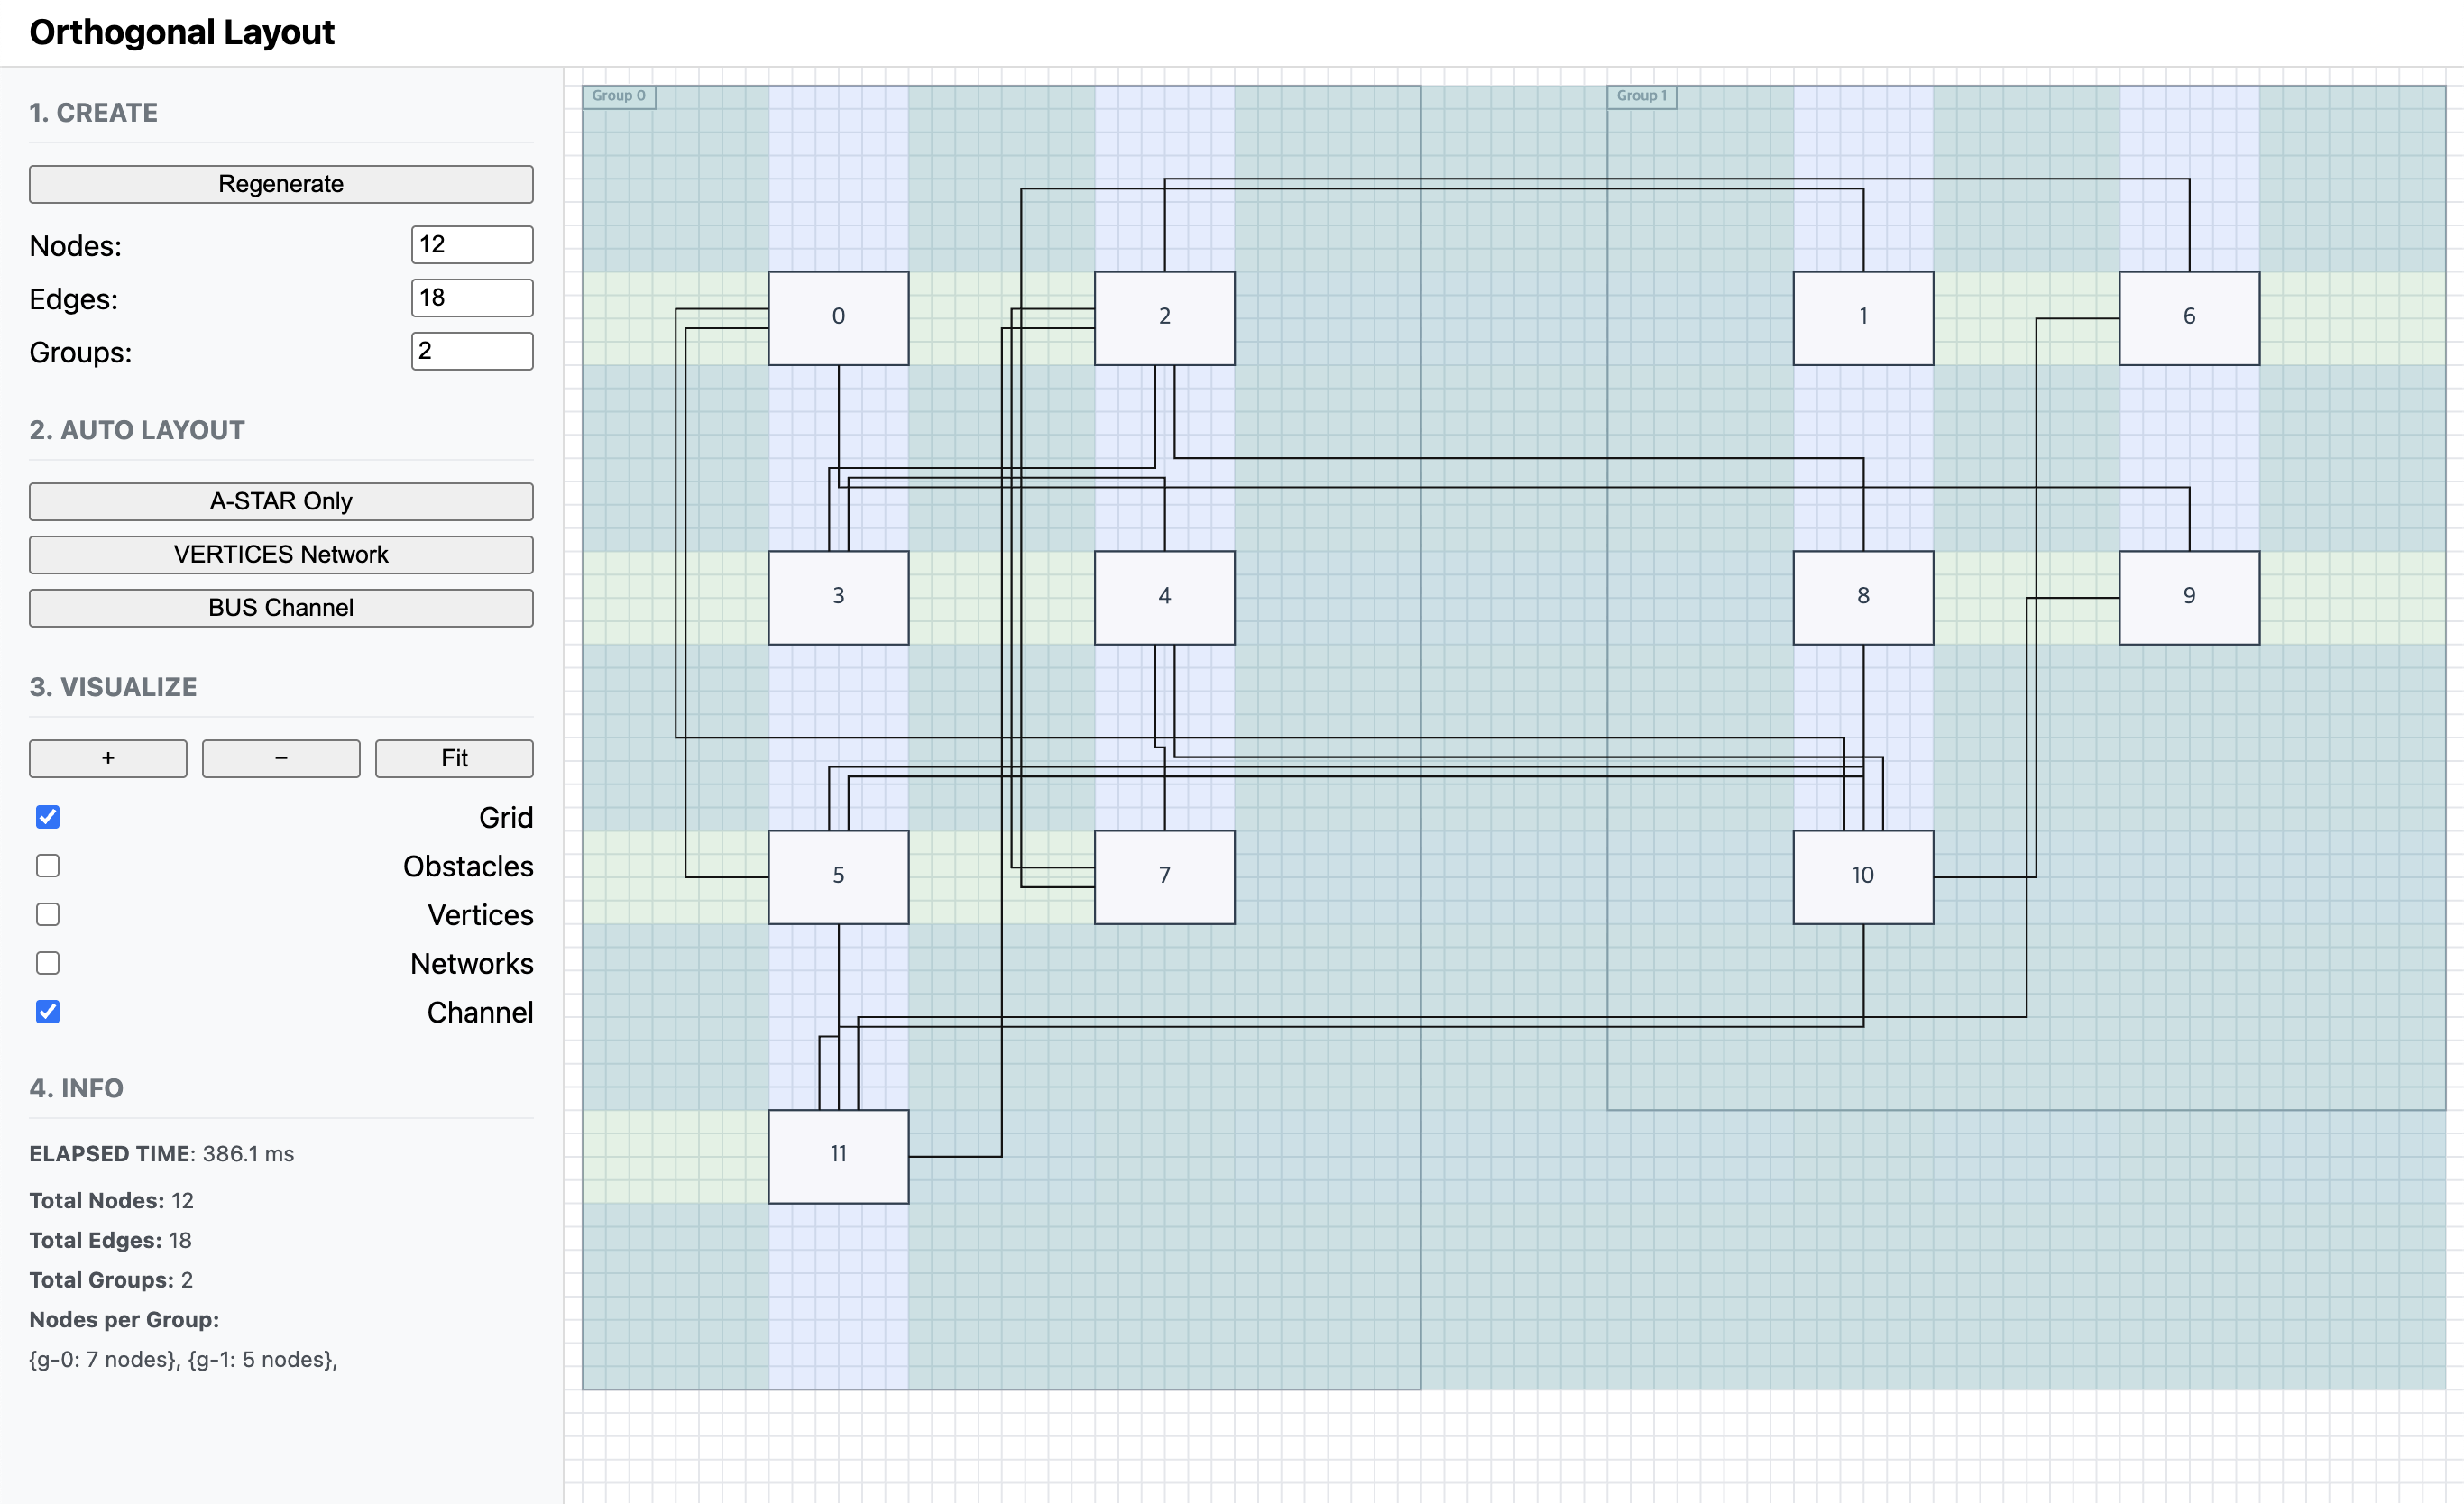 Orthogonal Layout
1. CREATE
Regenerate
Nodes: 12
Edges: 18
Groups: 2
2. AUTO LAYOUT
A-STAR Only
VERTICES Network
BUS Channel
3. VISUALIZE
+ − Fit
Grid
Obstacles
Vertices
Networks
Channel
4. INFO
ELAPSED TIME: 386.1 ms
Total Nodes: 12
Total Edges: 18
Total Groups: 2
Nodes per Group:
{g-0: 7 nodes}, {g-1: 5 nodes},
Group 0
Group 1
0
2
1
6
3
4
8
9
5
7
10
11